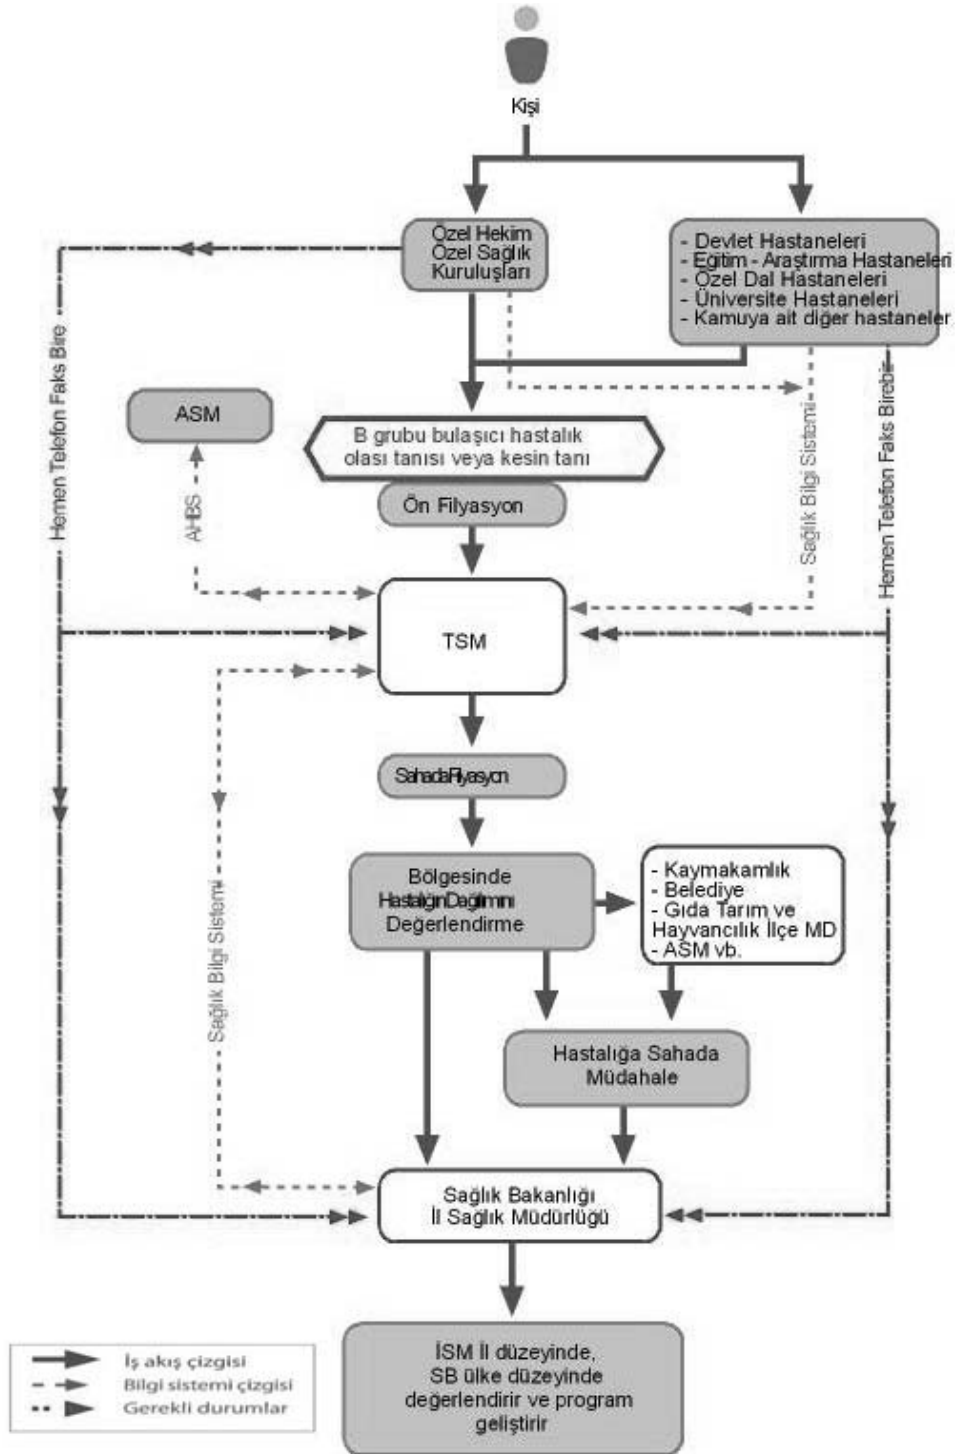 Kişi
Özel Hekim
Özel Sağlık
Kuruluşları
- Devlet Hastaneleri
- Eğitim - Araştırma Hastaneleri
- Özel Dal Hastaneleri
- Üniversite Hastaneleri
- Kamuya ait diğer hastaneler
Hemen Telefon Faks Bire
ASM
AHBS
B grubu bulaşıcı hastalık
olası tanısı veya kesin tanı
Ön Filyasyon
Sağlık Bilgi Sistemi
Hemen Telefon Faks Birebir
TSM
Sahada Filyasyon
Bölgesinde
Hastalığın Dağılımını
Değerlendirme
- Kaymakamlık
- Belediye
- Gıda Tarım ve
Hayvancılık İlçe MD
- ASM vb.
Sağlık Bilgi Sistemi
Hastalığa Sahada
Müdahale
Sağlık Bakanlığı
İl Sağlık Müdürlüğü
İSM İl düzeyinde,
SB ülke düzeyinde
değerlendirir ve program
geliştirir
İş akış çizgisi
Bilgi sistemi çizgisi
Gerekli durumlar